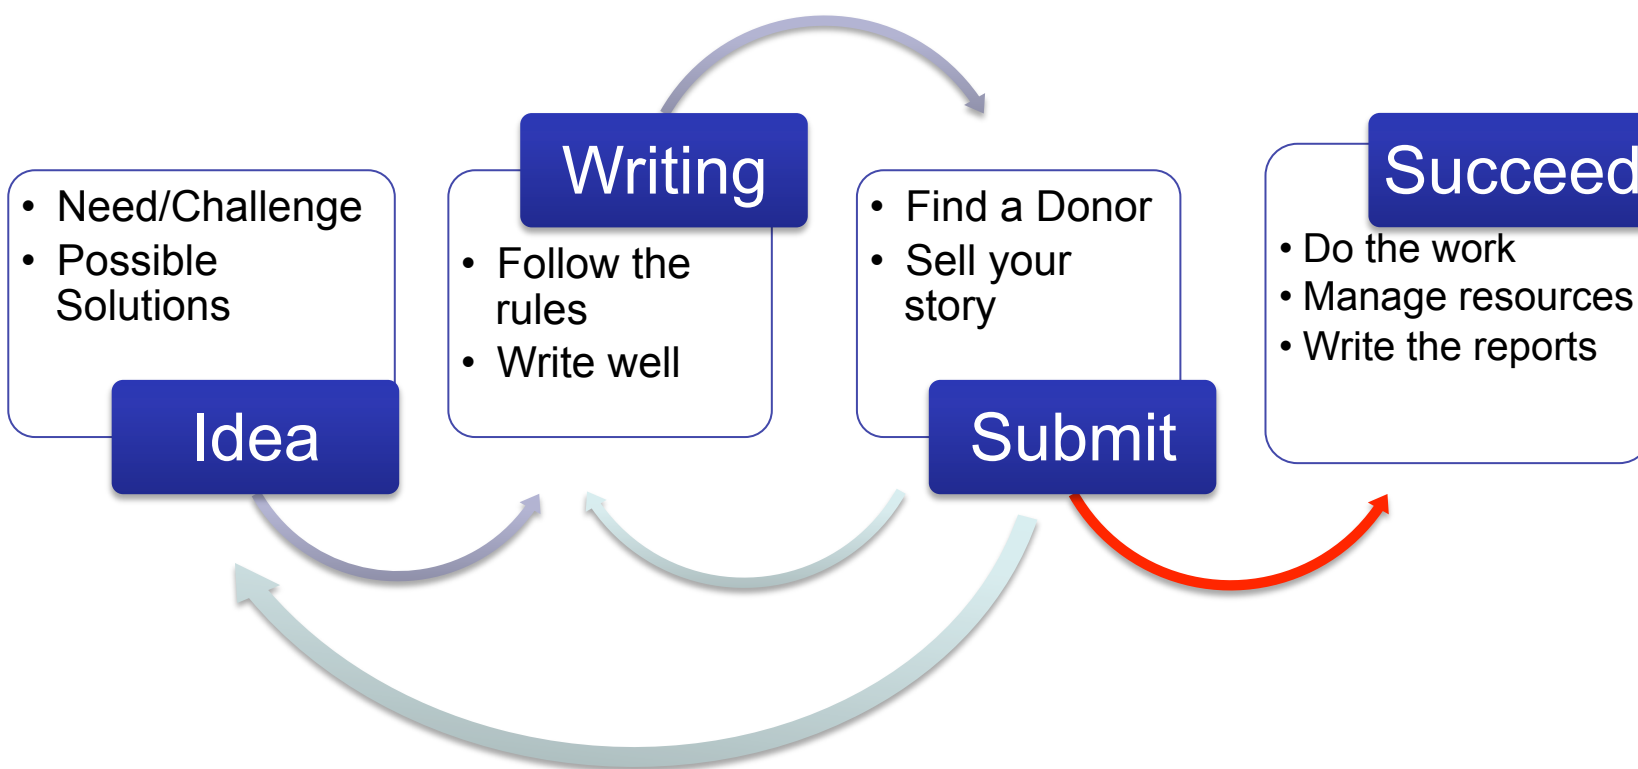 • Need/Challenge
• Possible
Solutions
Idea
Writing
• Follow the
rules
• Write well
• Find a Donor
• Sell your
story
Submit
Succeed
• Do the work
• Manage resources
• Write the reports